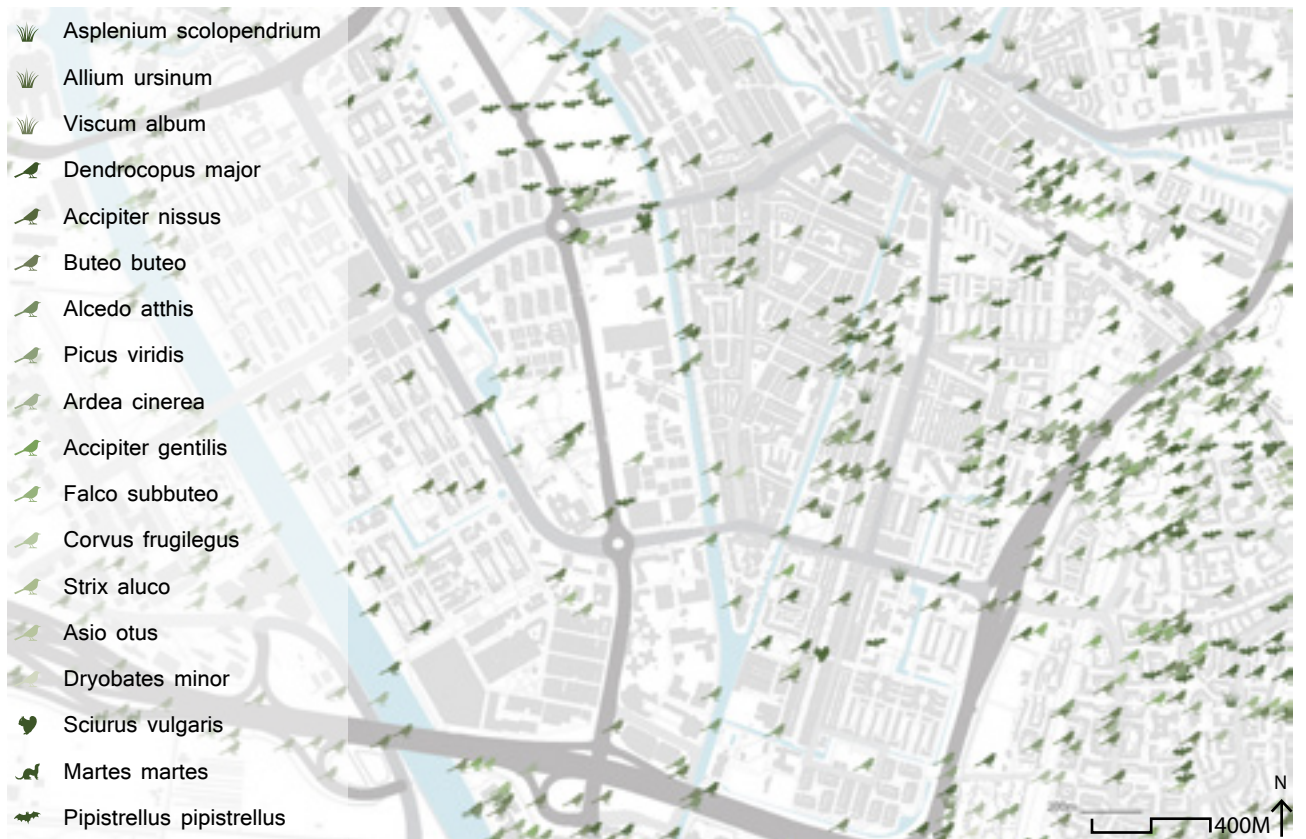 Asplenium scolopendrium
Allium ursinum
Viscum album
Dendrocopus major
Accipiter nissus
Buteo buteo
Alcedo atthis
Picus viridis
Ardea cinerea
Accipiter gentilis
Falco subbuteo
Corvus frugilegus
Strix aluco
Asio otus
Dryobates minor
Sciurus vulgaris
Martes martes
Pipistrellus pipistrellus
N
400M